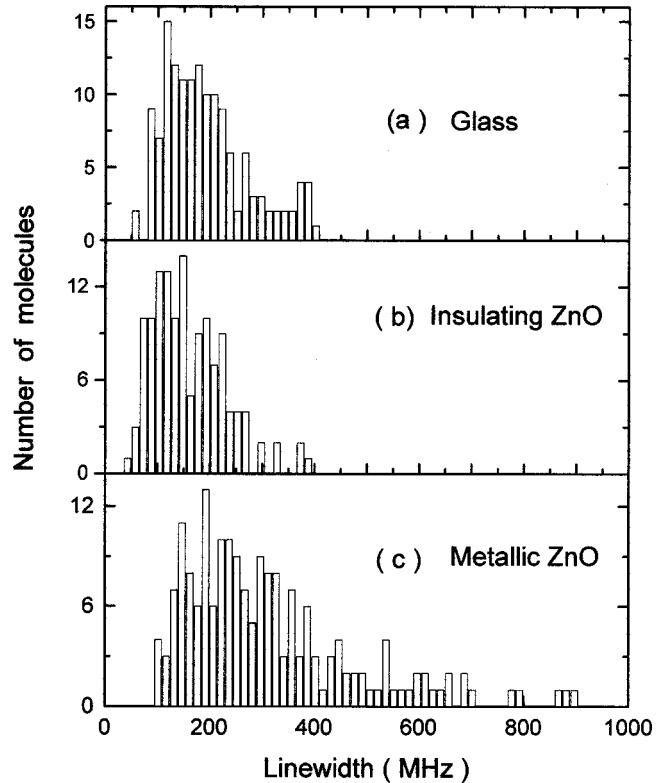 15
10
5
0
(a) Glass
12
6
0
(b) Insulating ZnO
12
6
0
(c) Metallic ZnO
0 200 400 600 800 1000
Linewidth (MHz)
Number of molecules